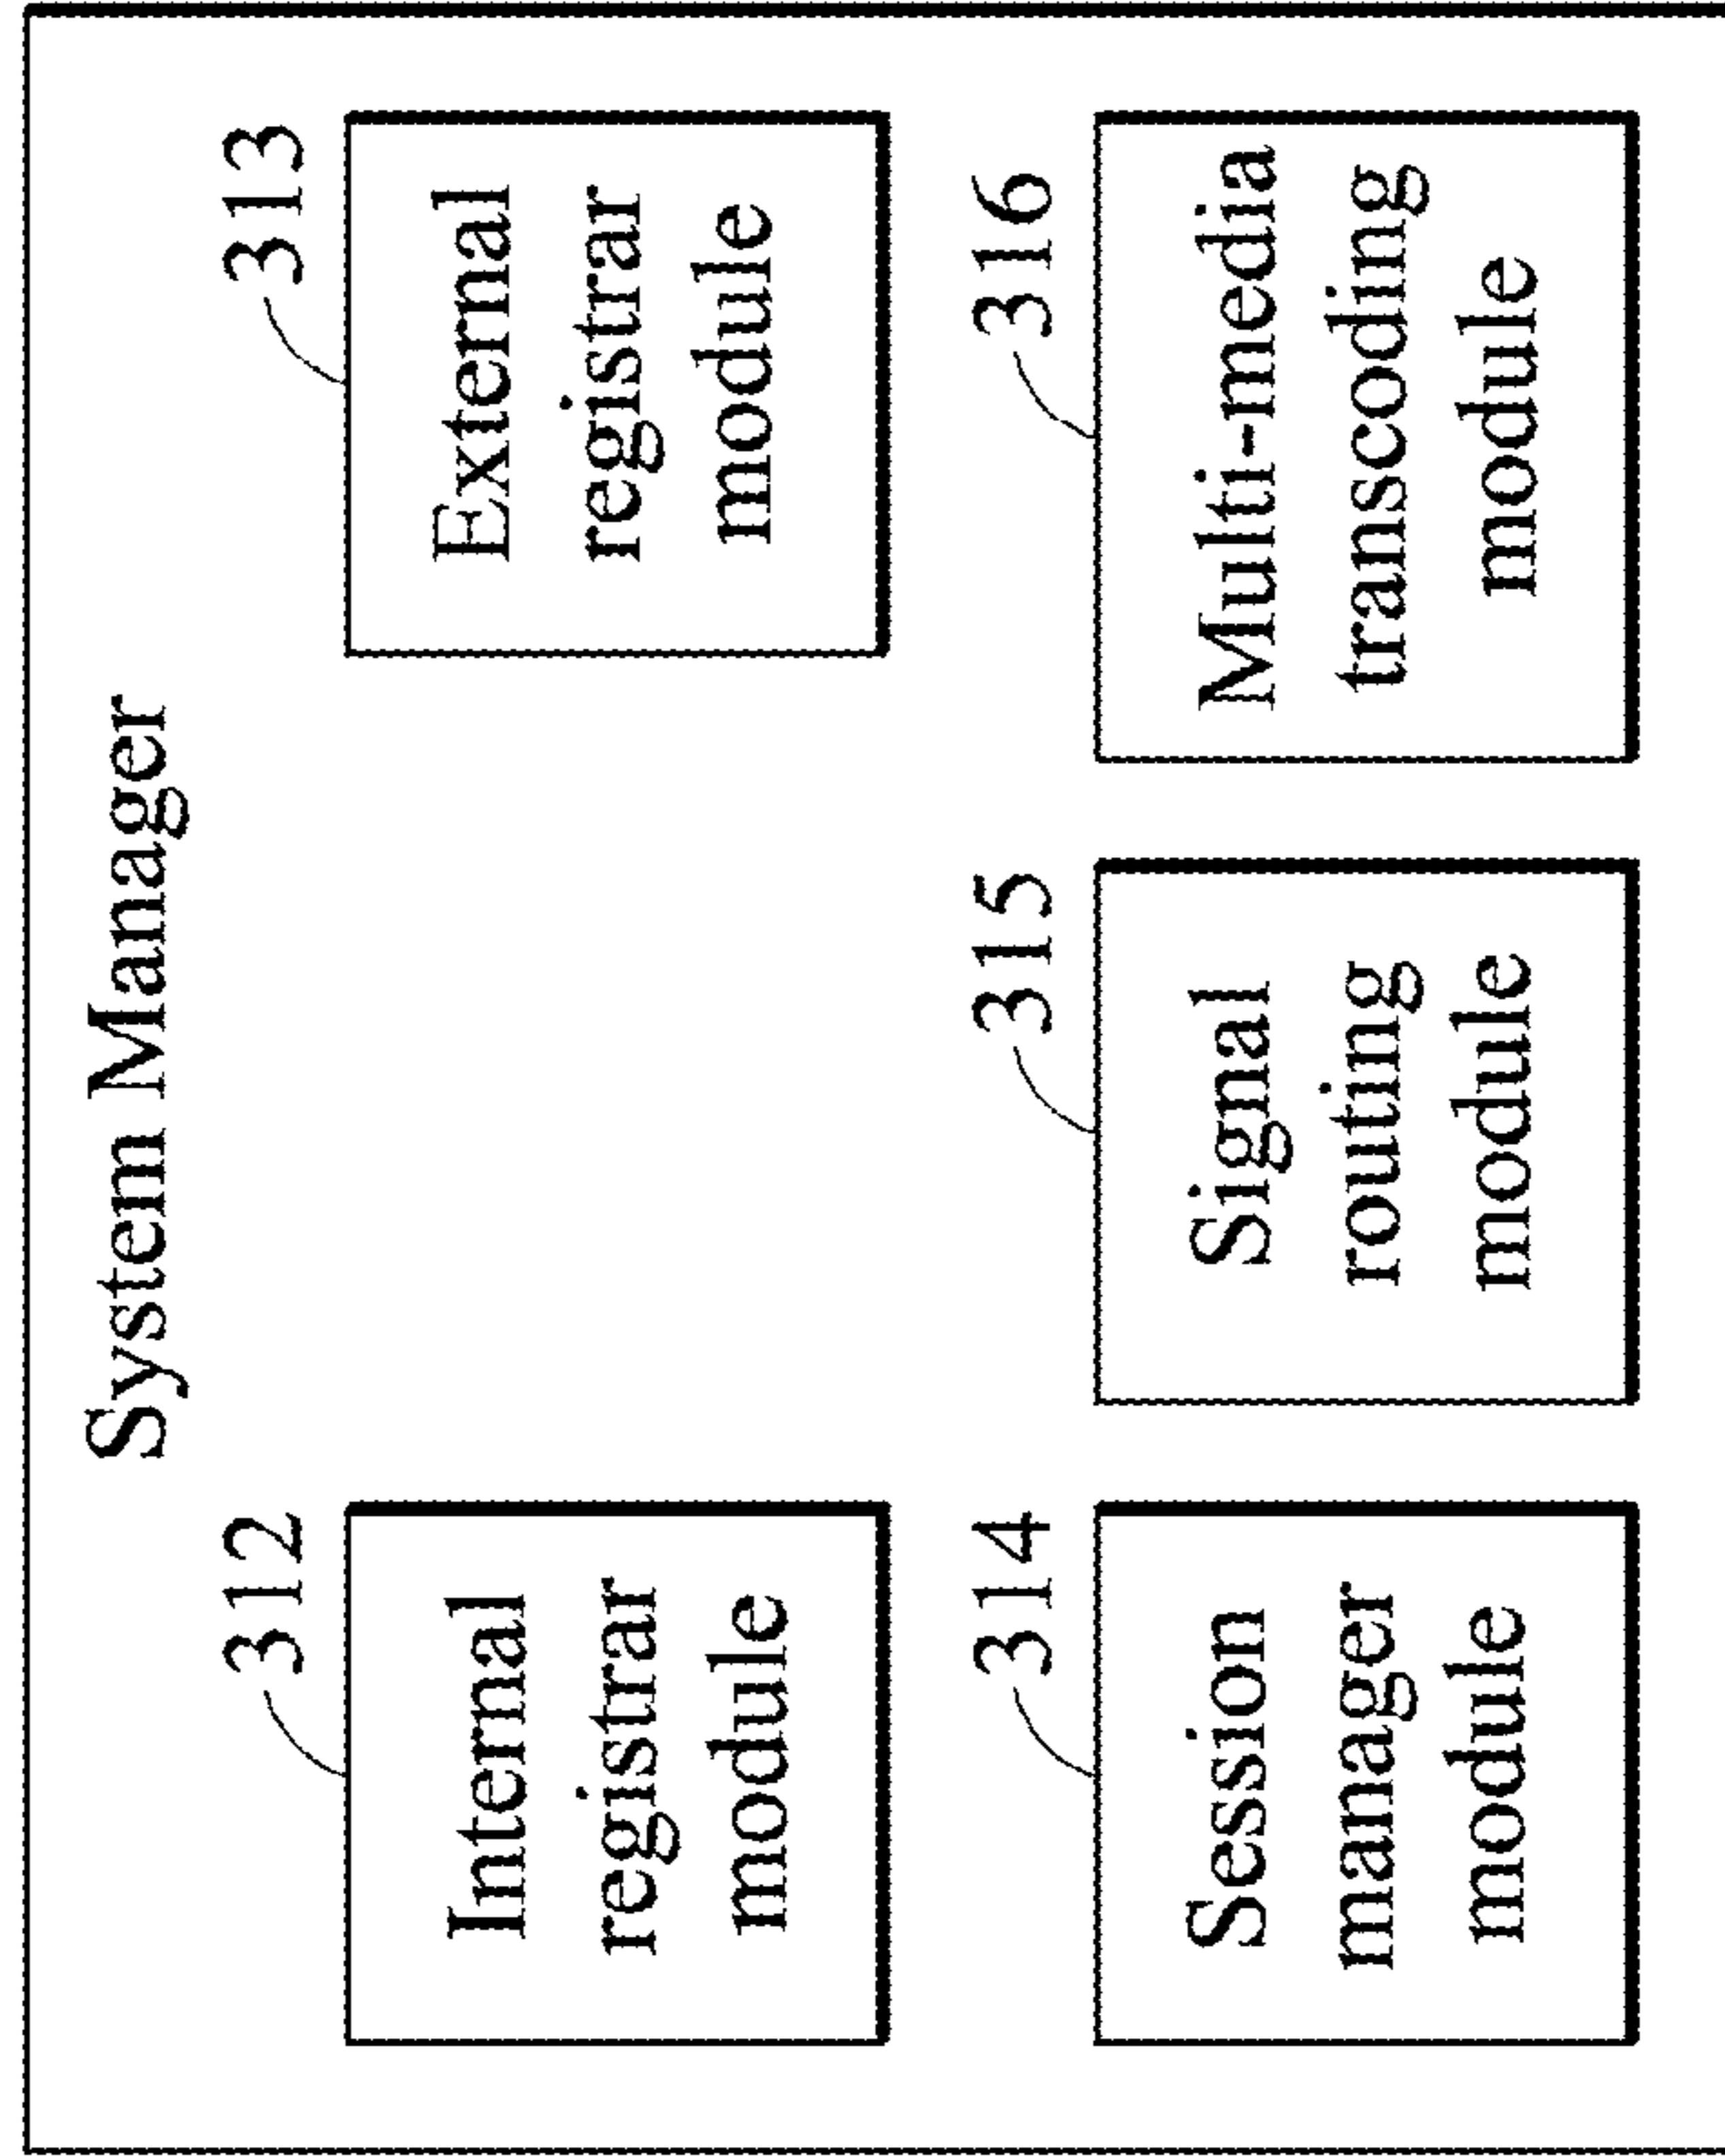 System Manager
312
Internal
registrar
module
313
External
registrar
module
314
Session
manager
module
315
Signal
routing
module
316
Multi-media
transcoding
module